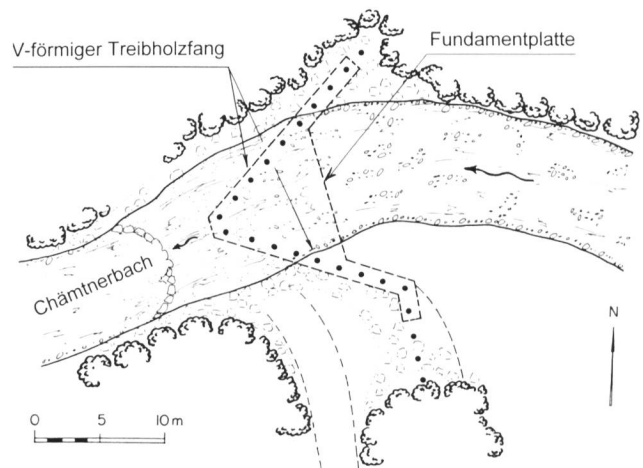 V-förmiger Treibholzfang
Fundamentplatte
Chämtnerbach
N
0 5 10 m